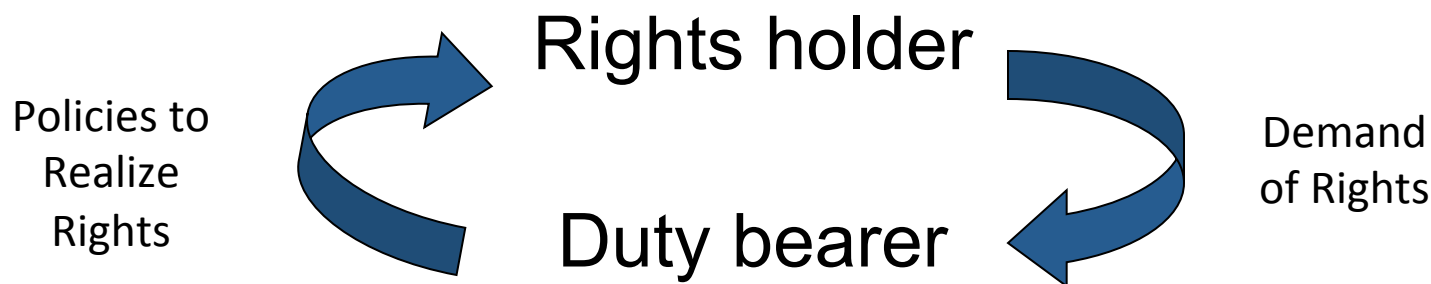 Rights holder
Policies to
Realize
Rights
Demand
of Rights
Duty bearer